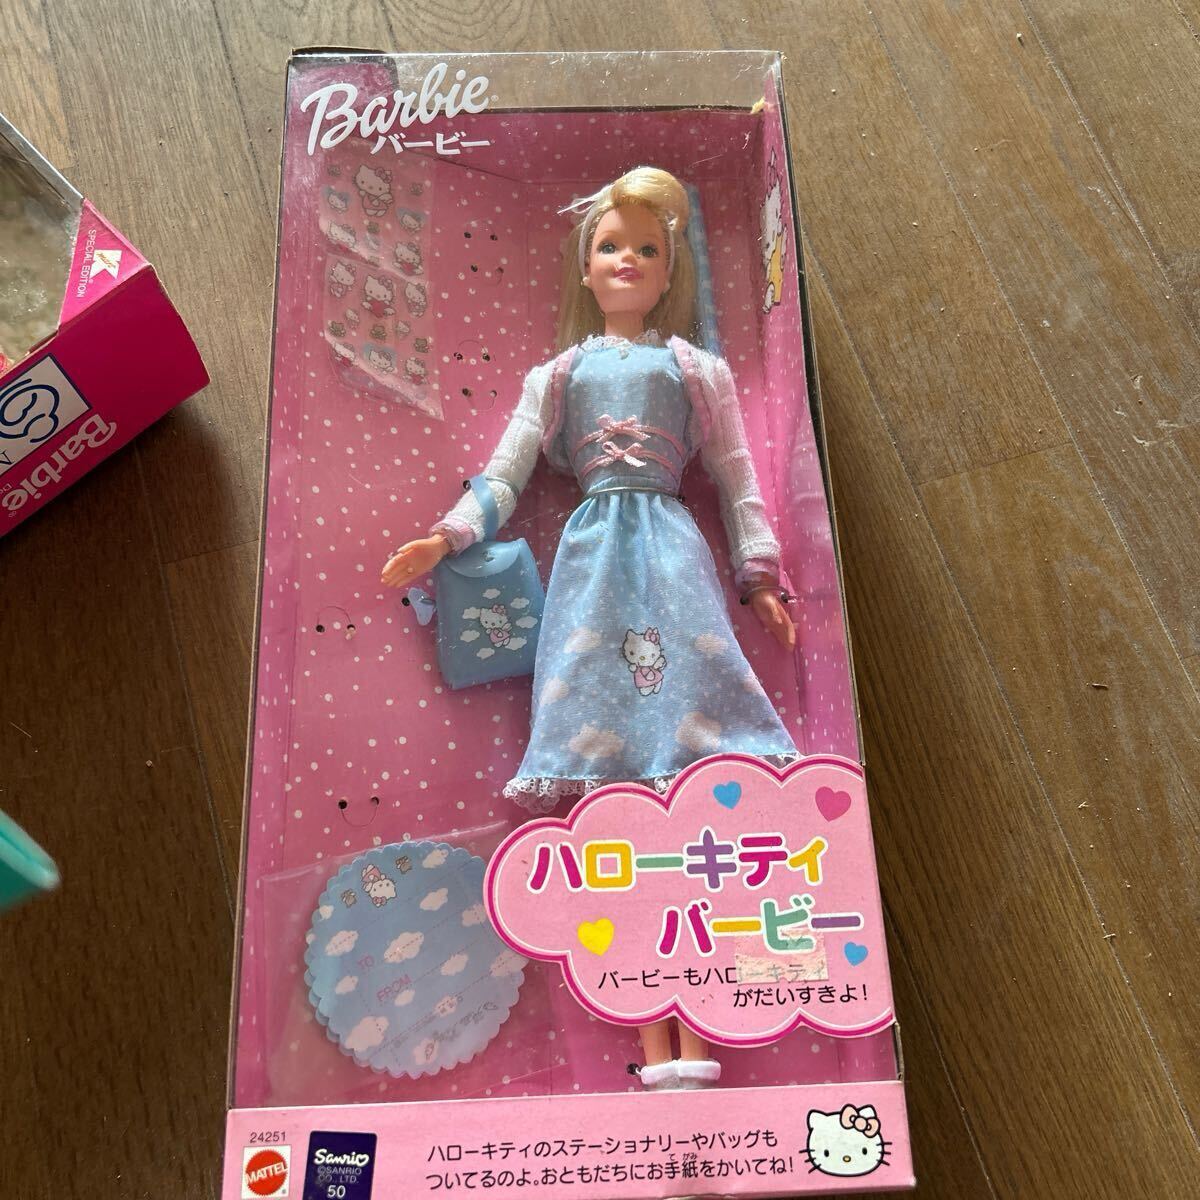 Barbie®
バービー
SPECIAL EDITION
Barbie®
TO
FROM
ハローキティ
バービー
バービーもハローキティ
がだいすきよ!
24251
MATTEL
Sanrio
©SANRIO
CO., LTD.
50
ハローキティのステーショナリーやバッグも
ついてるのよ。おともだちにお手紙をかいてね!
てがみ